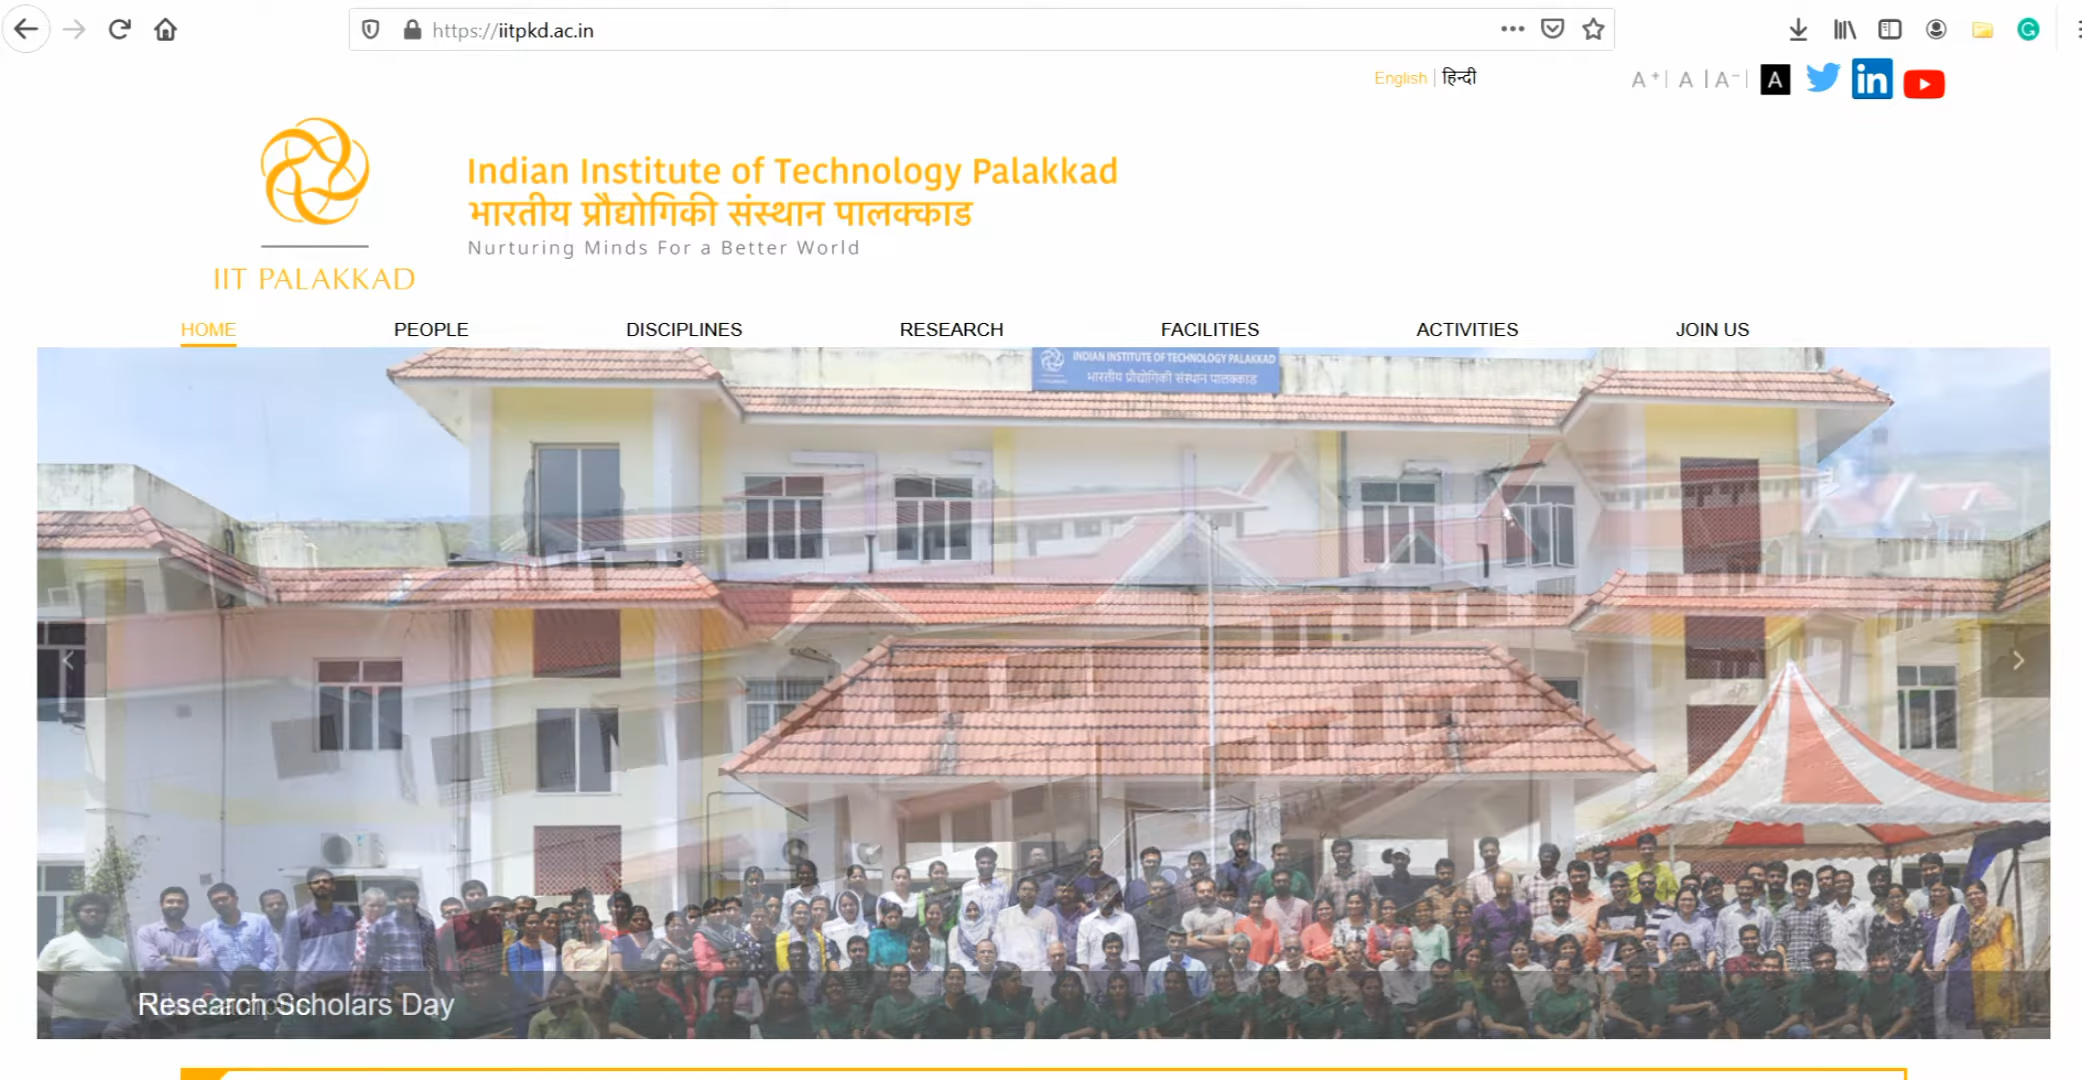 https://iitpkd.ac.in
English | हिन्दी
A⁺ | A | A⁻ | A
in
Indian Institute of Technology Palakkad
भारतीय प्रौद्योगिकी संस्थान पालक्काड
Nurturing Minds For a Better World
IIT PALAKKAD
HOME PEOPLE DISCIPLINES RESEARCH FACILITIES ACTIVITIES JOIN US
INDIAN INSTITUTE OF TECHNOLOGY PALAKKAD
भारतीय प्रौद्योगिकी संस्थान पालक्काड
Research Scholars Day